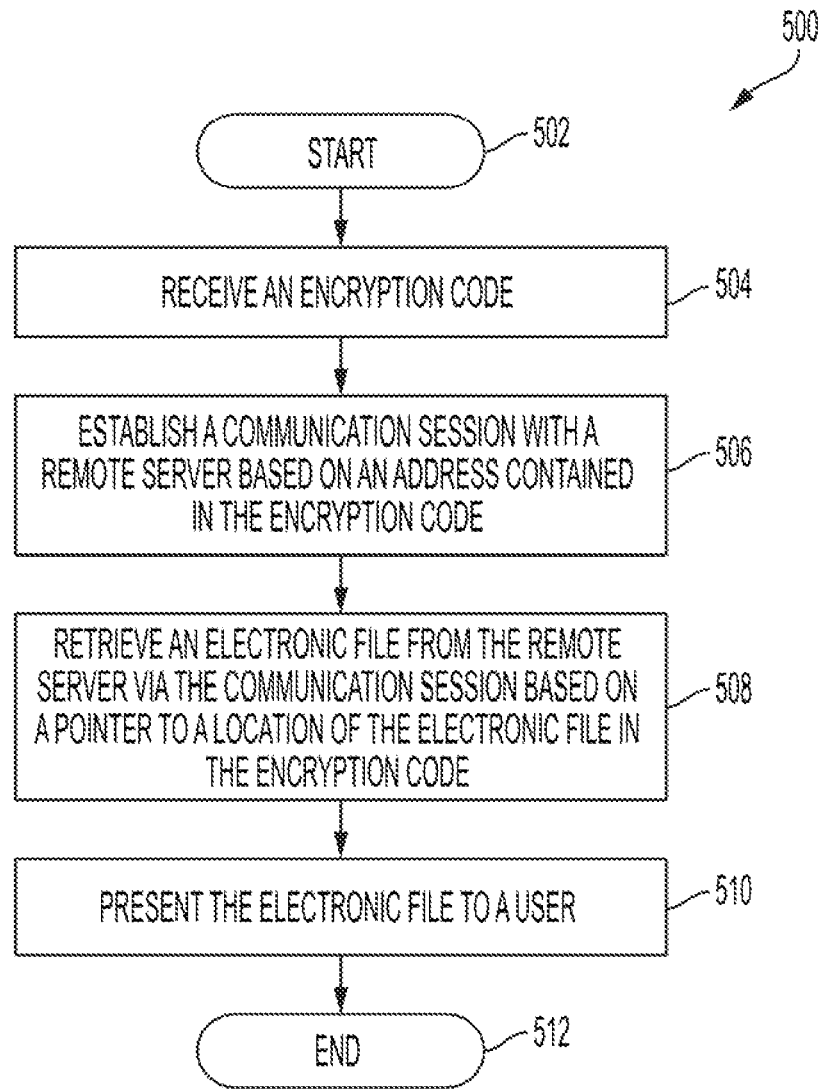 500
START
502
RECEIVE AN ENCRYPTION CODE
504
ESTABLISH A COMMUNICATION SESSION WITH A
REMOTE SERVER BASED ON AN ADDRESS CONTAINED
IN THE ENCRYPTION CODE
506
RETRIEVE AN ELECTRONIC FILE FROM THE REMOTE
SERVER VIA THE COMMUNICATION SESSION BASED ON
A POINTER TO A LOCATION OF THE ELECTRONIC FILE IN
THE ENCRYPTION CODE
508
PRESENT THE ELECTRONIC FILE TO A USER
510
END
512